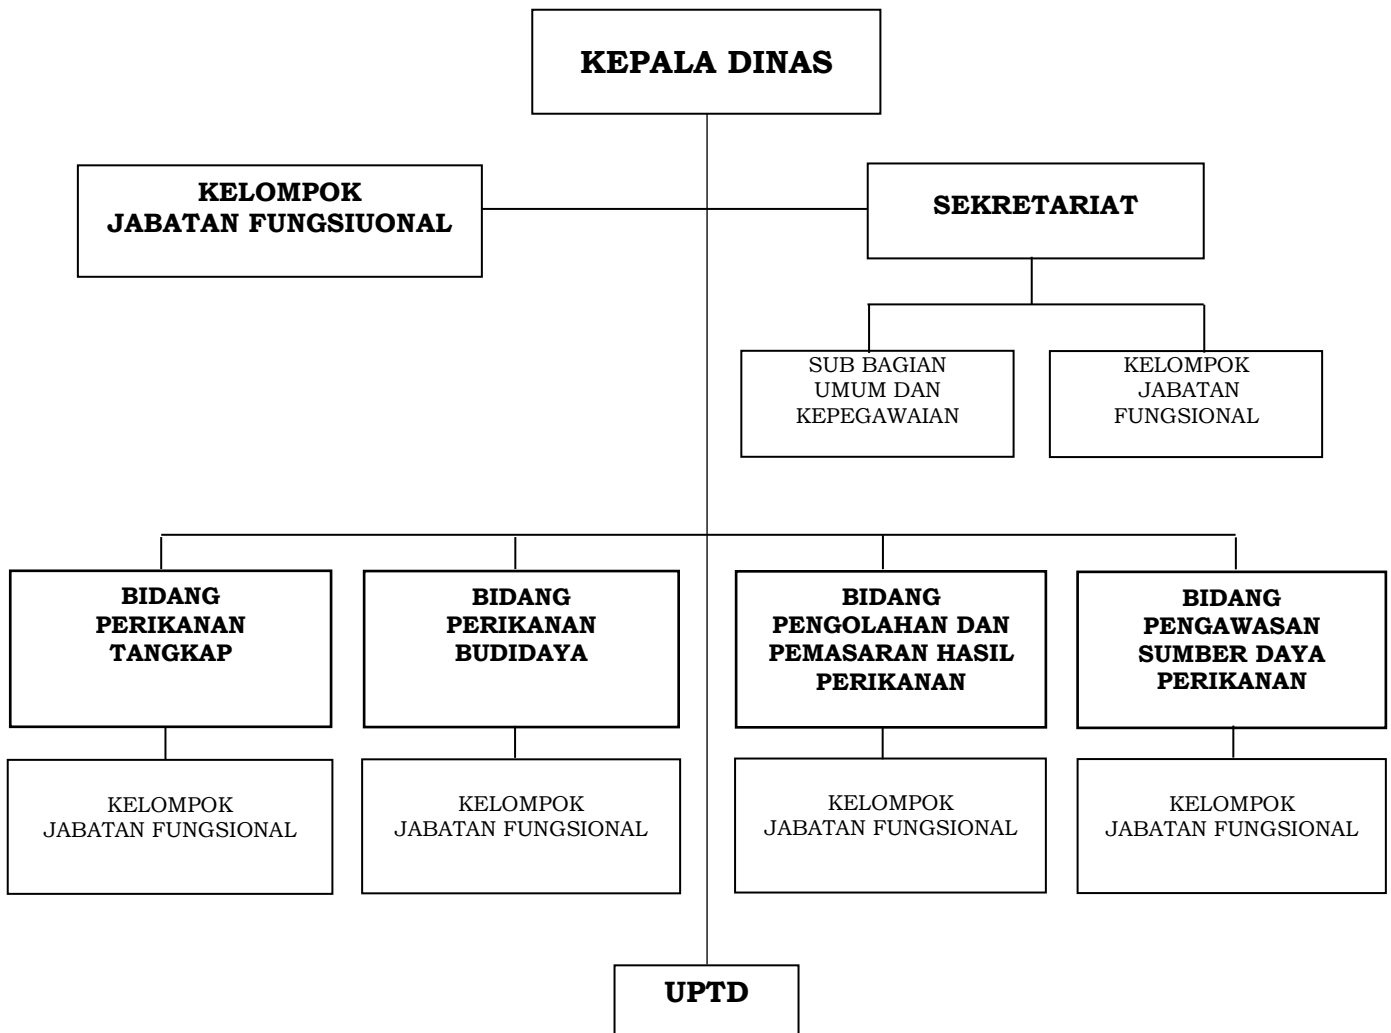 KEPALA DINAS
KELOMPOK
JABATAN FUNGSIUONAL
SEKRETARIAT
SUB BAGIAN
UMUM DAN
KEPEGAWAIAN
KELOMPOK
JABATAN
FUNGSIONAL
BIDANG
PERIKANAN
TANGKAP
BIDANG
PERIKANAN
BUDIDAYA
BIDANG
PENGOLAHAN DAN
PEMASARAN HASIL
PERIKANAN
BIDANG
PENGAWASAN
SUMBER DAYA
PERIKANAN
KELOMPOK
JABATAN FUNGSIONAL
KELOMPOK
JABATAN FUNGSIONAL
KELOMPOK
JABATAN FUNGSIONAL
KELOMPOK
JABATAN FUNGSIONAL
UPTD